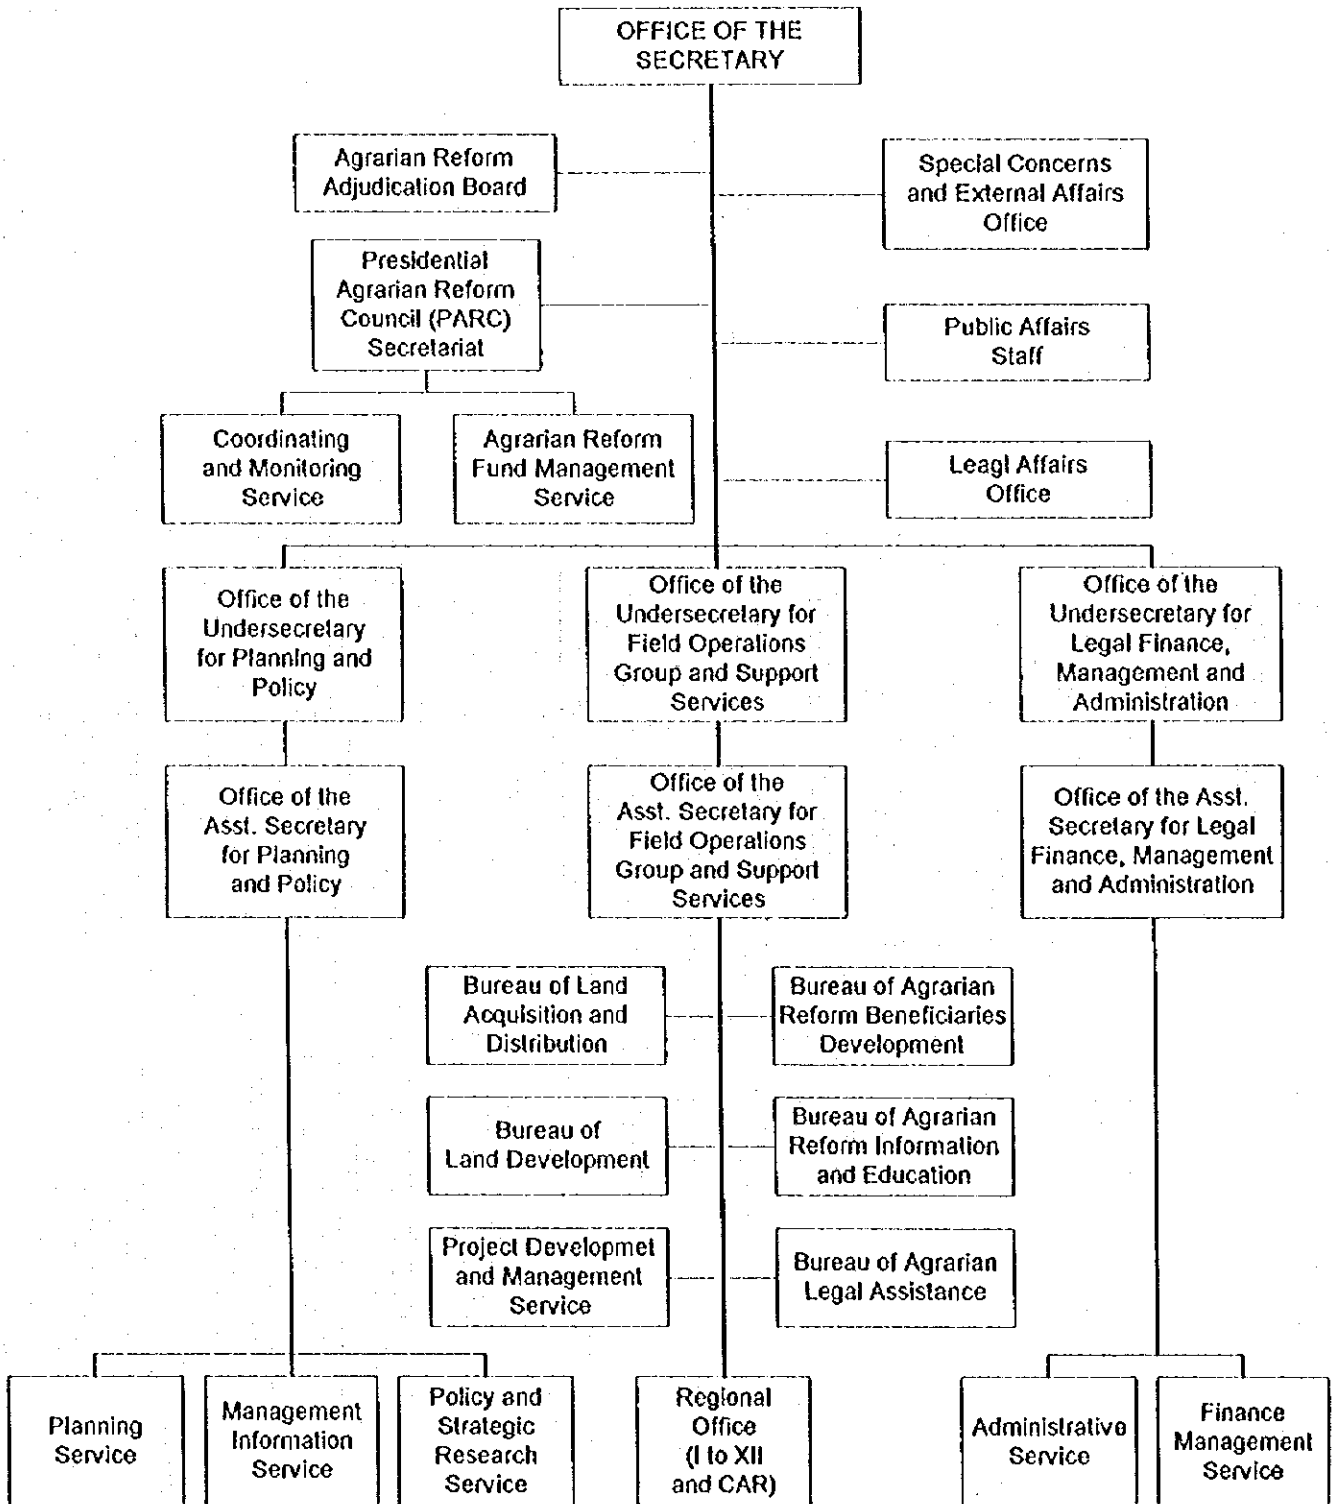 OFFICE OF THE
SECRETARY
Agrarian Reform
Adjudication Board
Special Concerns
and External Affairs
Office
Presidential
Agrarian Reform
Council (PARC)
Secretariat
Public Affairs
Staff
Coordinating
and Monitoring
Service
Agrarian Reform
Fund Management
Service
Leagl Affairs
Office
Office of the
Undersecretary
for Planning and
Policy
Office of the
Undersecretary for
Field Operations
Group and Support
Services
Office of the
Undersecretary for
Legal Finance,
Management and
Administration
Office of the
Asst. Secretary
for Planning
and Policy
Office of the
Asst. Secretary for
Field Operations
Group and Support
Services
Office of the Asst.
Secretary for Legal
Finance, Management
and Administration
Bureau of Land
Acquisition and
Distribution
Bureau of Agrarian
Reform Beneficiaries
Development
Bureau of
Land Development
Bureau of Agrarian
Reform Information
and Education
Project Developmet
and Management
Service
Bureau of Agrarian
Legal Assistance
Planning
Service
Management
Information
Service
Policy and
Strategic
Research
Service
Regional
Office
(I to XII
and CAR)
Administrative
Service
Finance
Management
Service